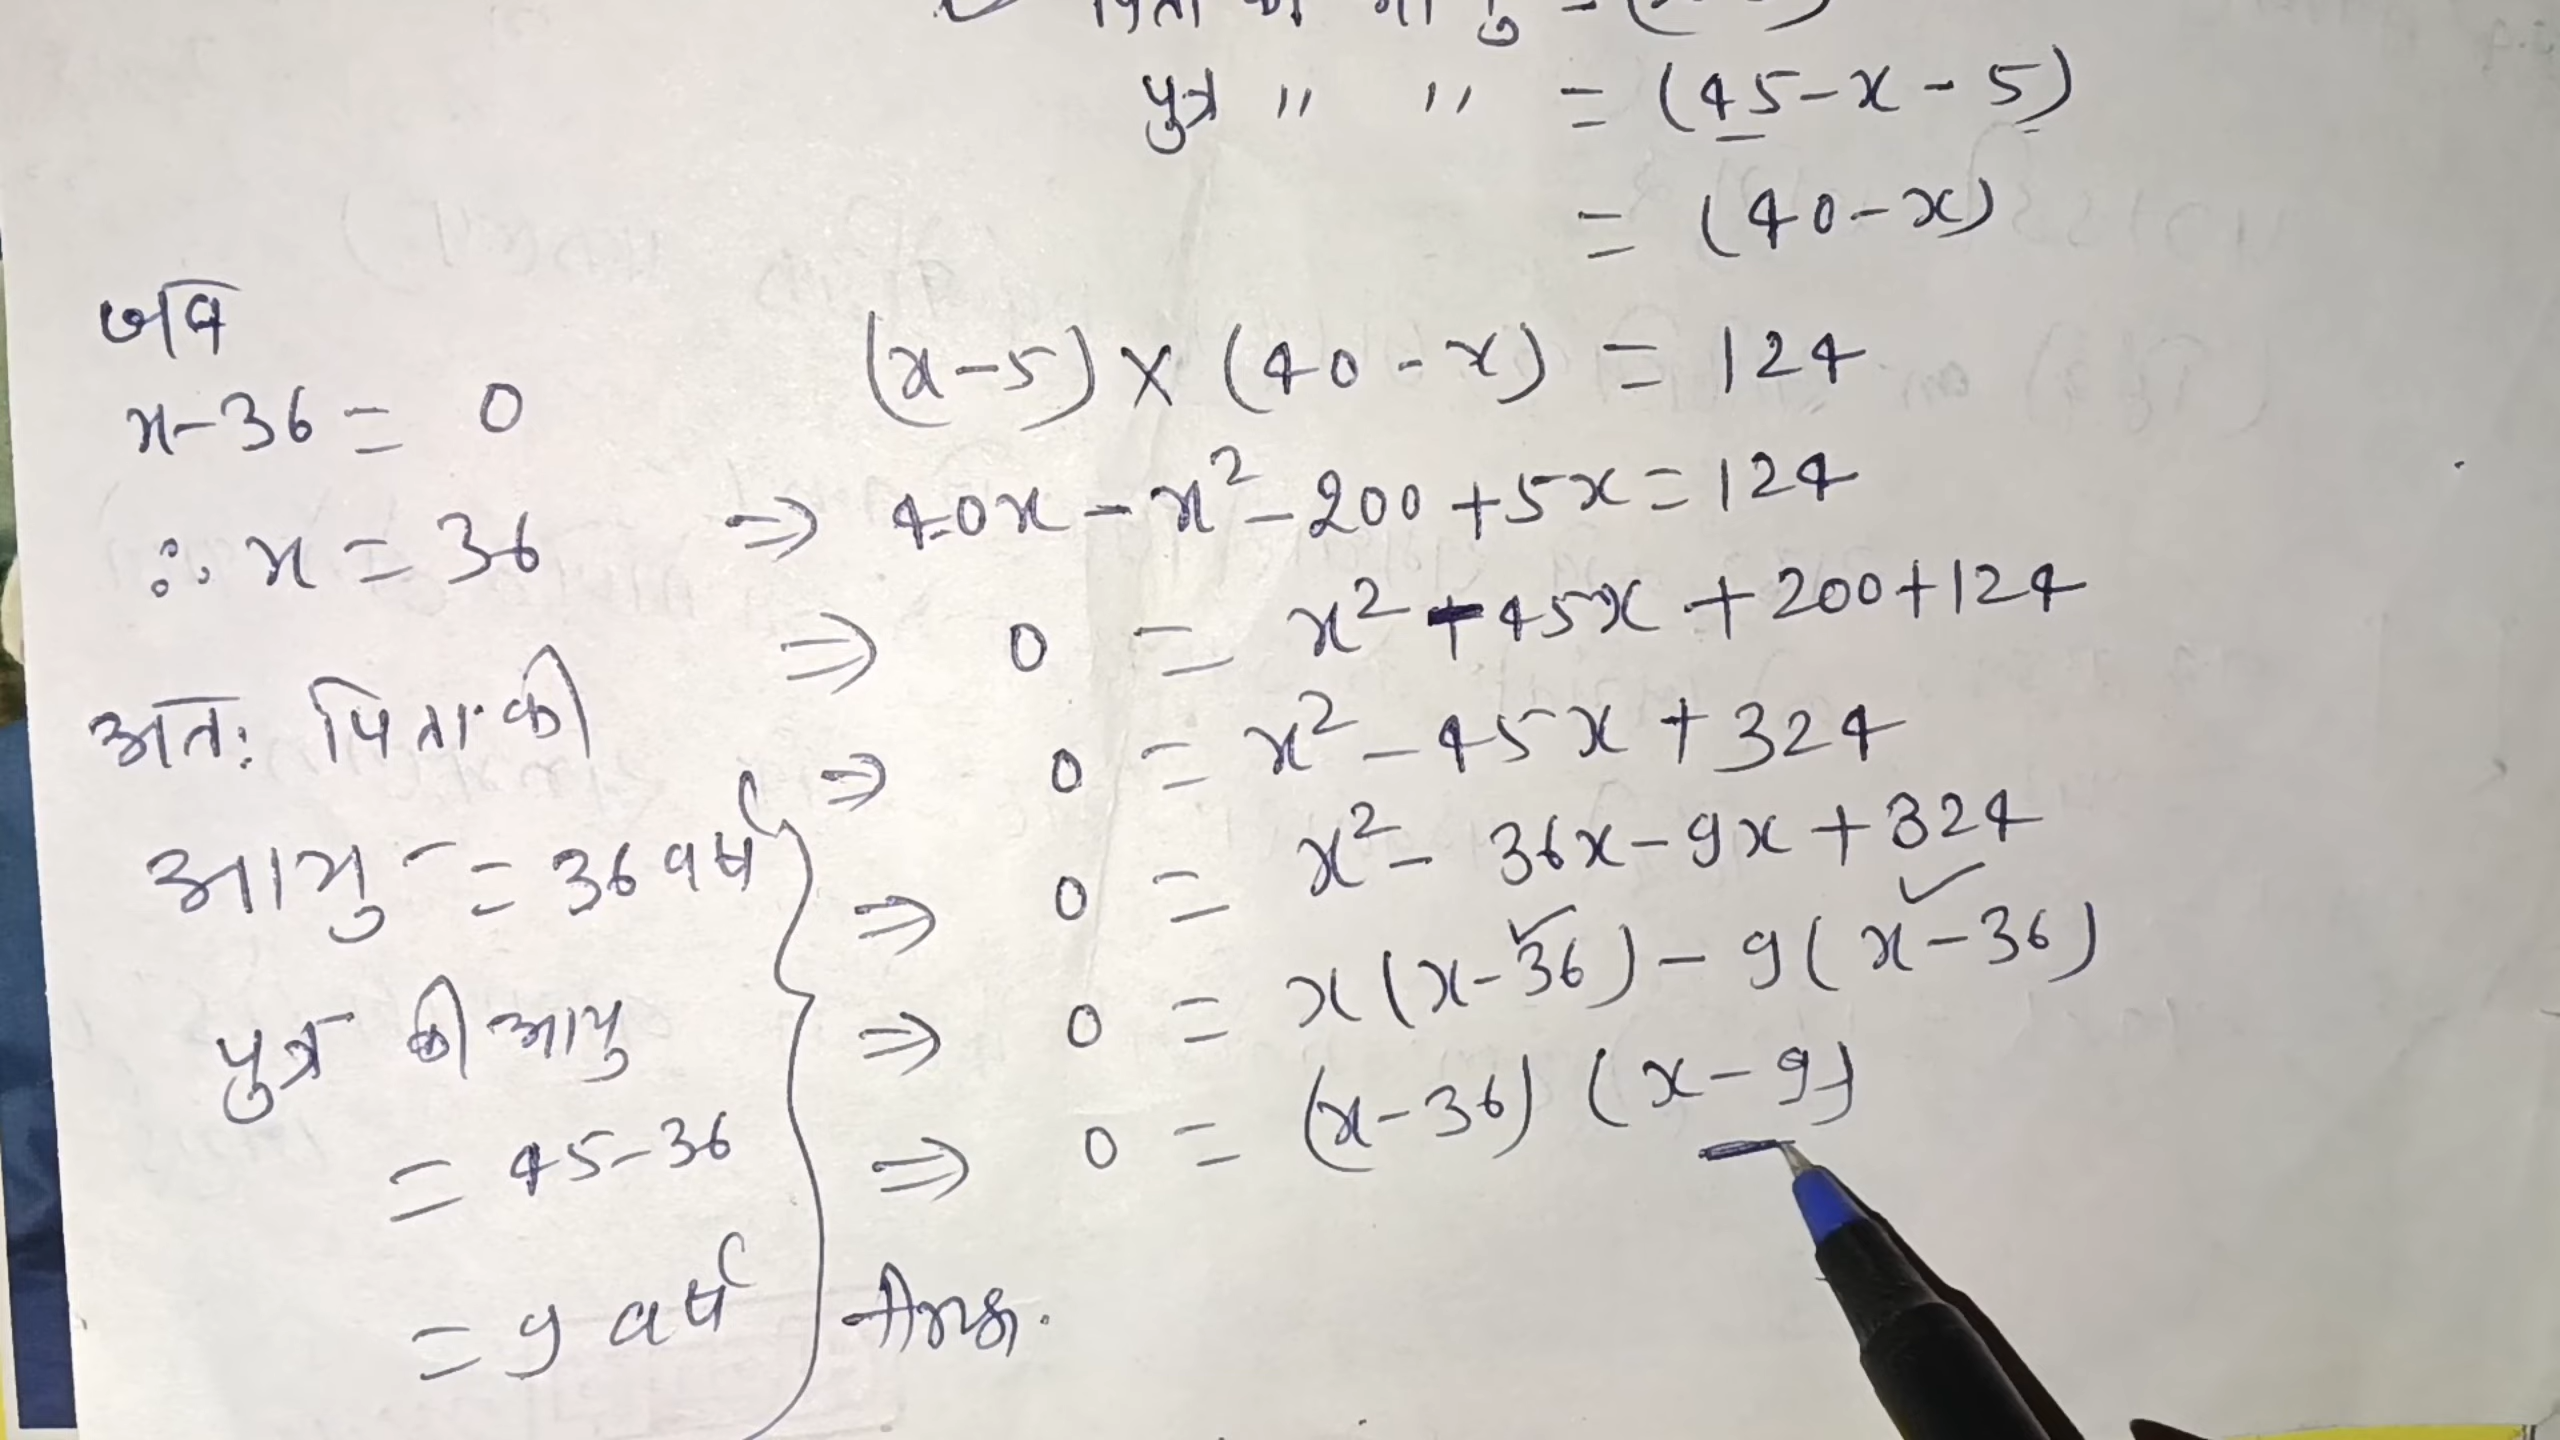 पुत्र " " = (45-x-5)
= (40-x)
(x-5) × (40-x) = 124
⇒ 40x - x² - 200 + 5x = 124
⇒ 0 = x² - 45x + 200 + 124
⇒ 0 = x² - 45x + 324
⇒ 0 = x² - 36x - 9x + 324
⇒ 0 = x(x-36) - 9(x-36)
⇒ 0 = (x-36) (x-9)
x-36 = 0
∴ x = 36
अतः पिता की
आयु = 36 वर्ष
पुत्र की आयु
= 45-36
= 9 वर्ष